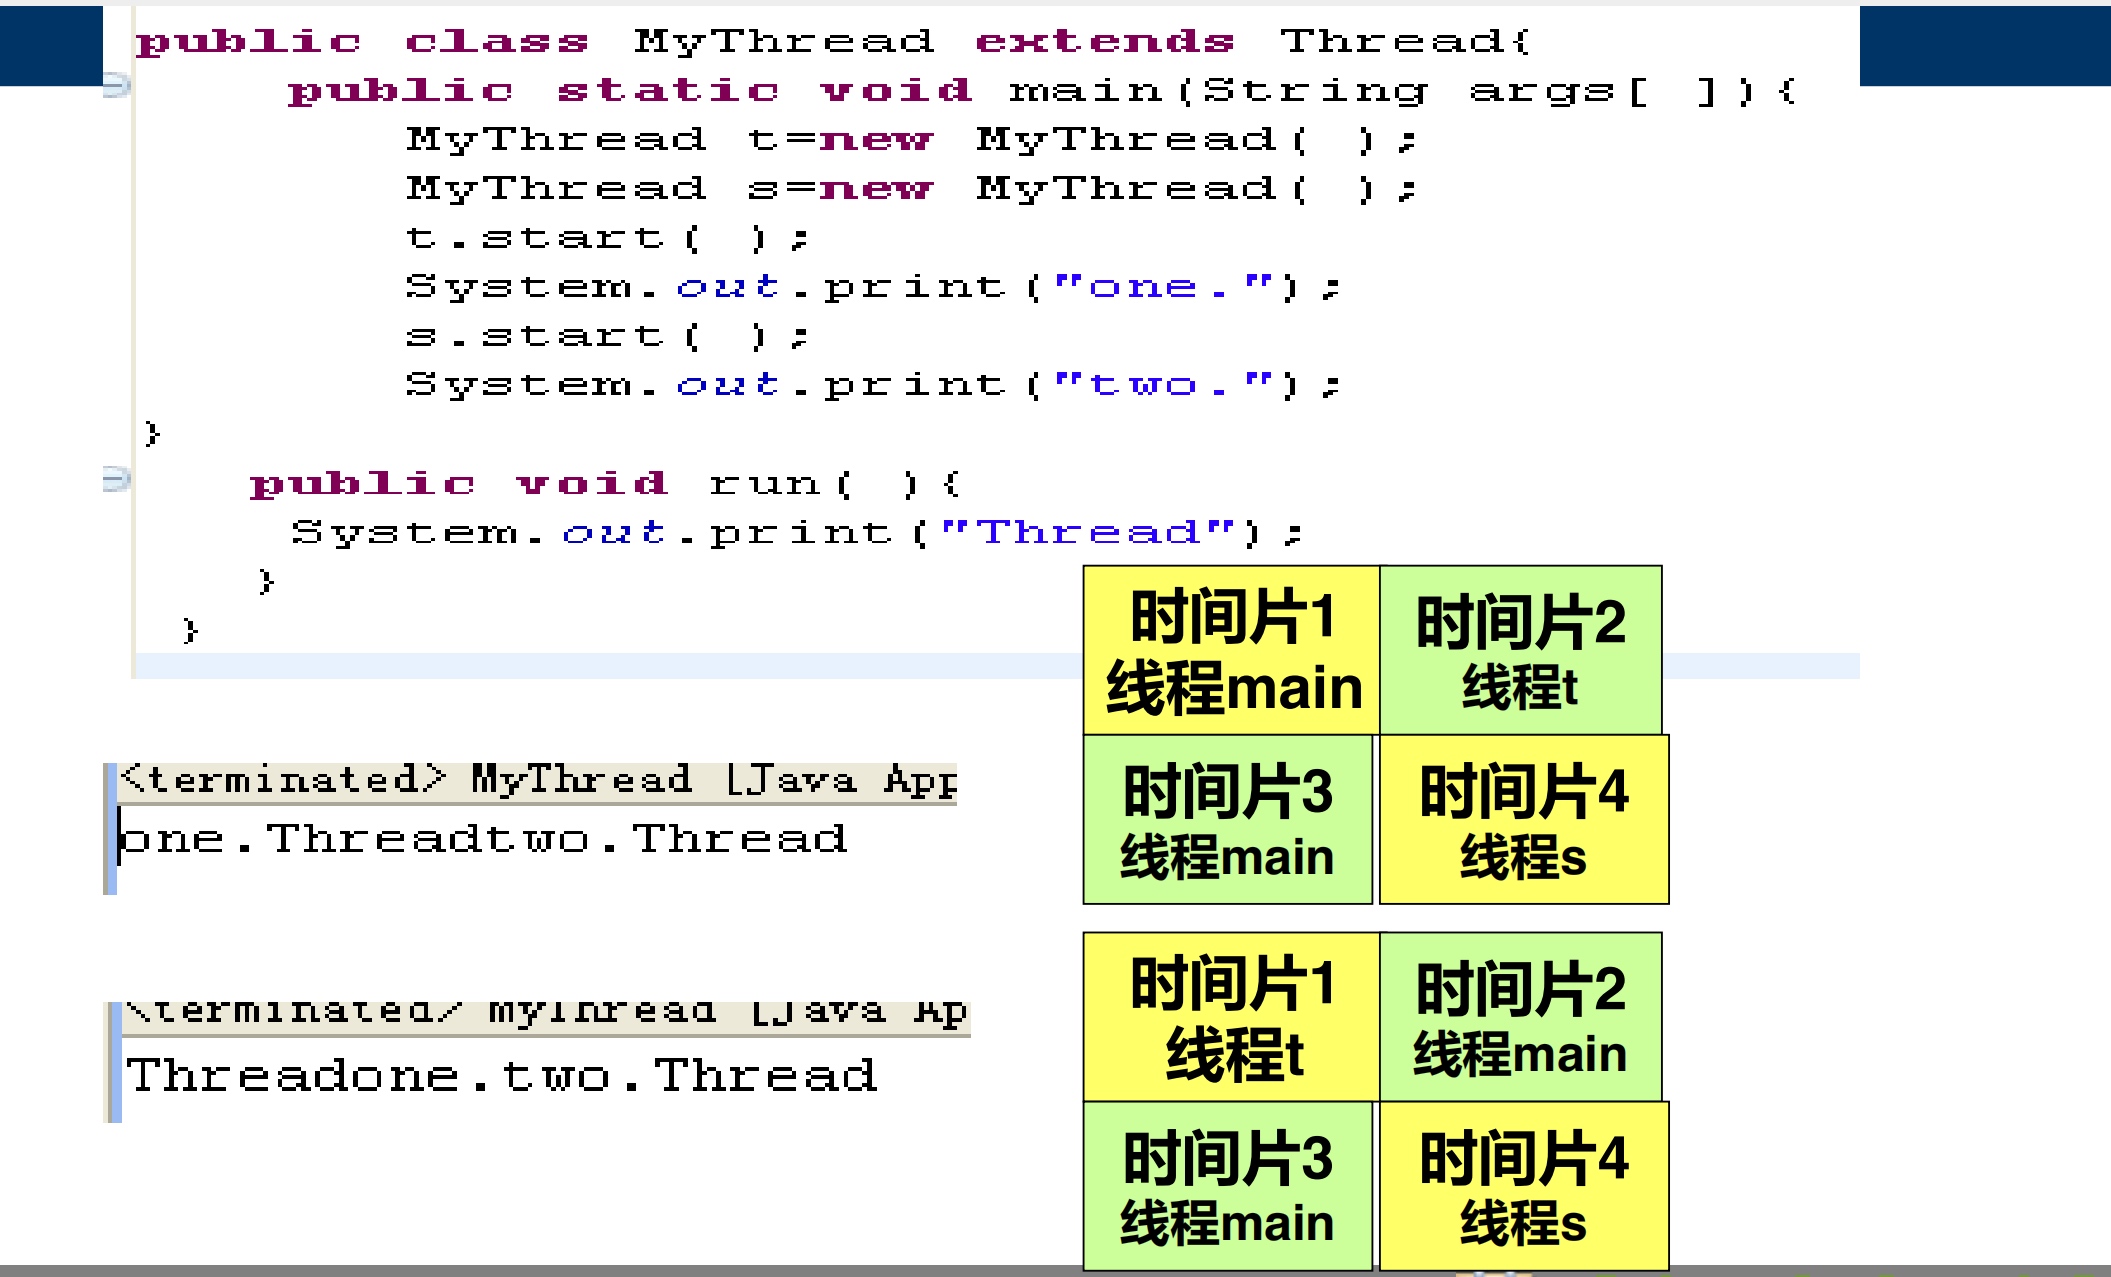 public class MyThread extends Thread{
public static void main(String args[ ]){
MyThread t=new MyThread( );
MyThread s=new MyThread( );
t.start( );
System.out.print("one.");
s.start( );
System.out.print("two.");
}
public void run( ){
System.out.print("Thread");
}
}
时间片1
线程main
时间片2
线程t
时间片3
线程main
时间片4
线程s
<terminated> MyThread [Java App
one.Threadtwo.Thread
时间片1
线程t
时间片2
线程main
时间片3
线程main
时间片4
线程s
<terminated> MyThread [Java Ap
Threadone.two.Thread